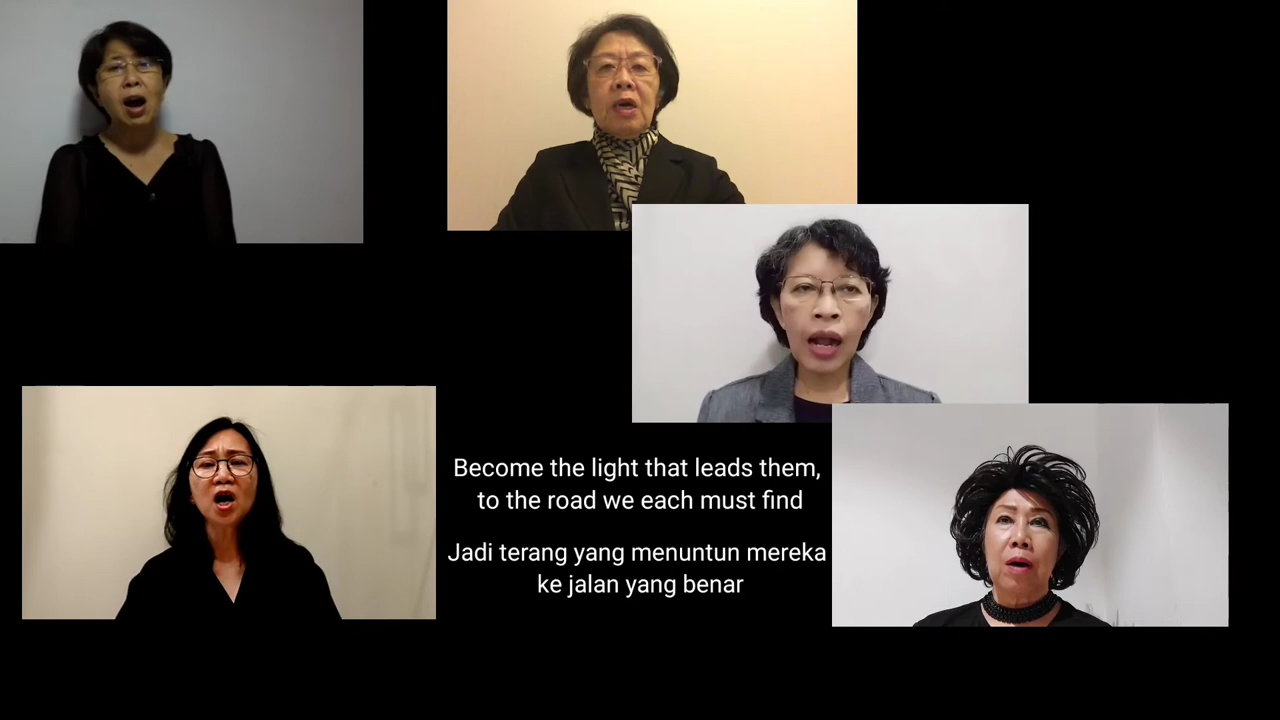 Become the light that leads them,
to the road we each must find
Jadi terang yang menuntun mereka
ke jalan yang benar